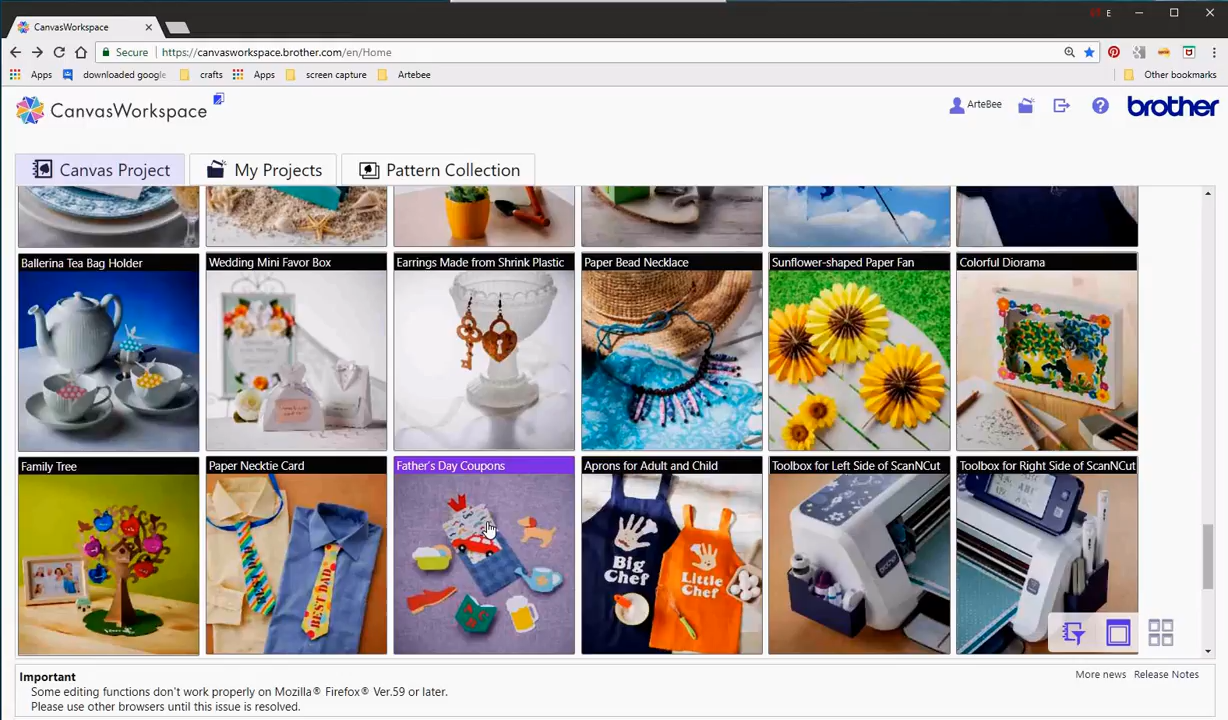 E
CanvasWorkspace
Secure https://canvasworkspace.brother.com/en/Home
Apps downloaded google crafts Apps screen capture Artebee Other bookmarks
CanvasWorkspace
ArteBee
brother
Canvas Project My Projects Pattern Collection
Ballerina Tea Bag Holder Wedding Mini Favor Box Earrings Made from Shrink Plastic Paper Bead Necklace Sunflower-shaped Paper Fan Colorful Diorama
Family Tree Paper Necktie Card Father's Day Coupons Aprons for Adult and Child Toolbox for Left Side of ScanNCut Toolbox for Right Side of ScanNCut
BEST DAD
Big Chef
Little Chef
Important
More news Release Notes
Some editing functions don't work properly on Mozilla® Firefox® Ver.59 or later.
Please use other browsers until this issue is resolved.